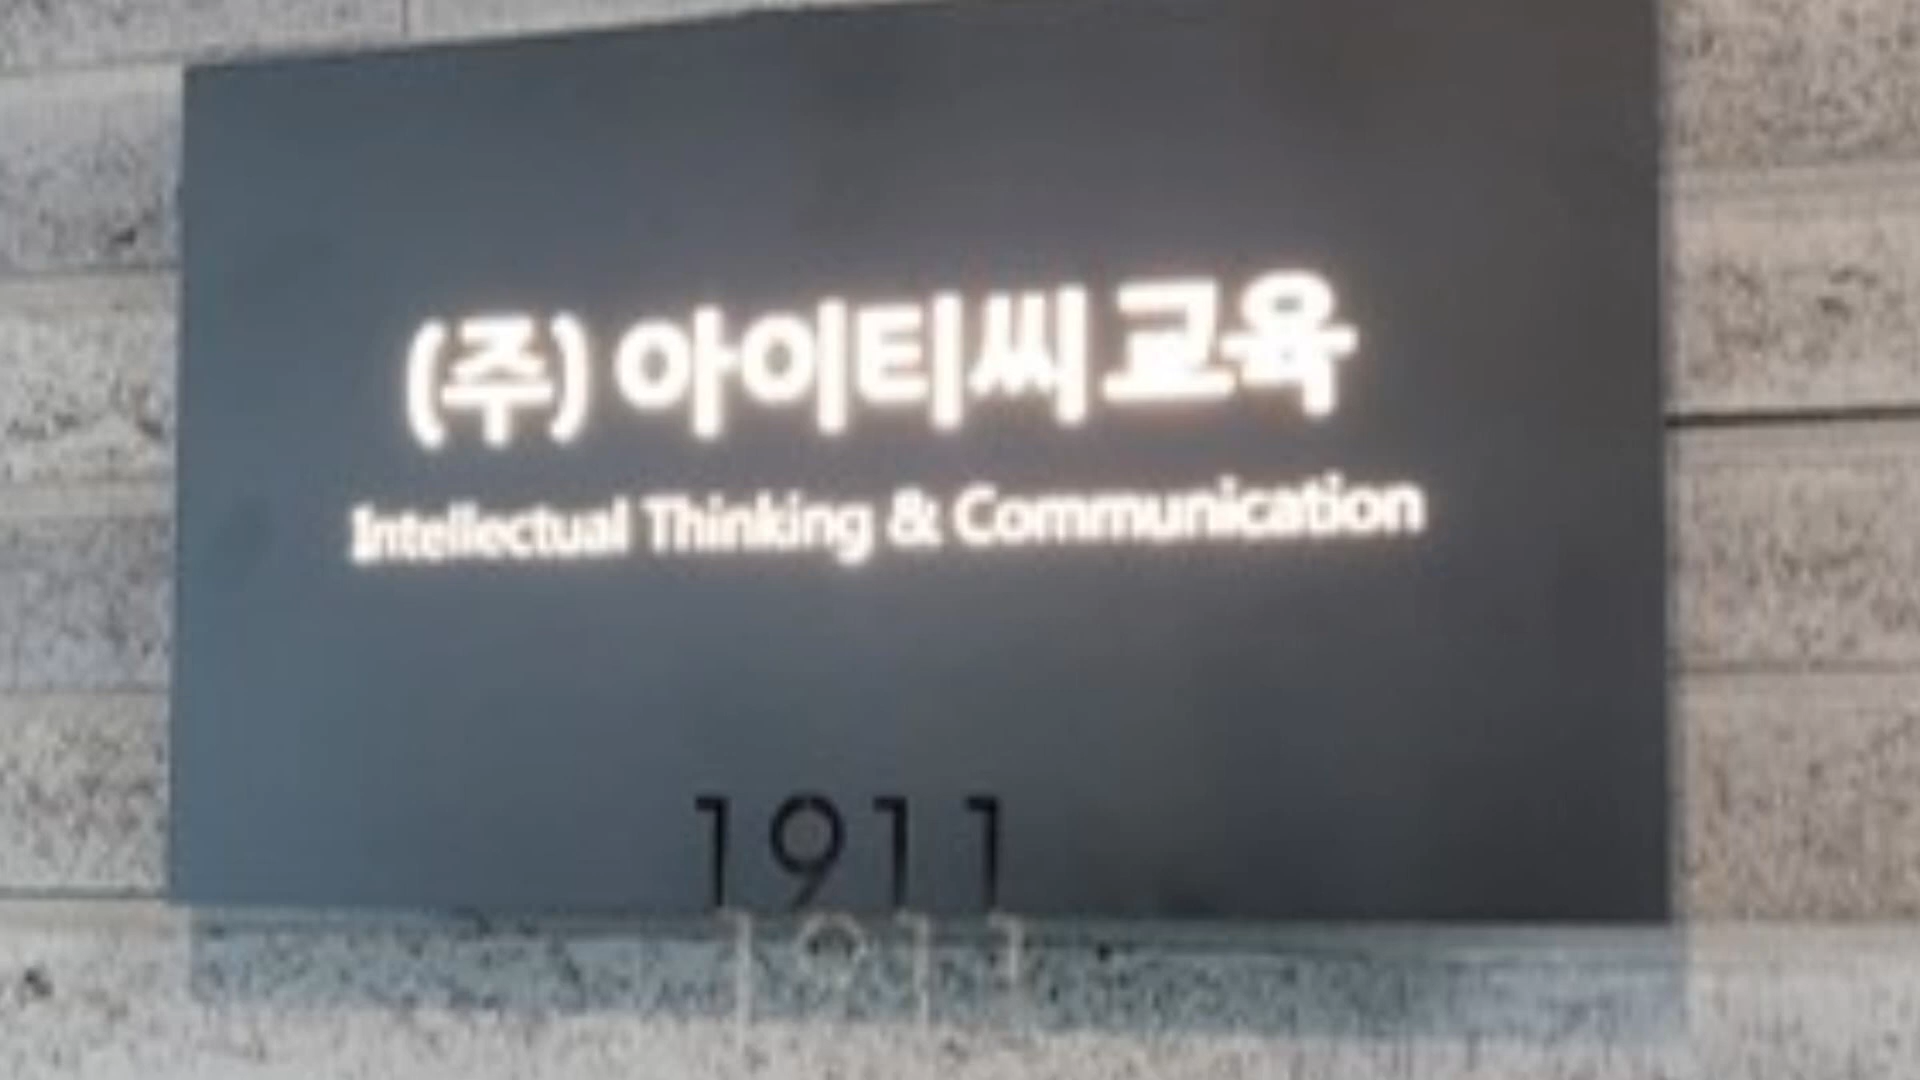 (주) 아이티씨교육
Intellectual Thinking & Communication
1911